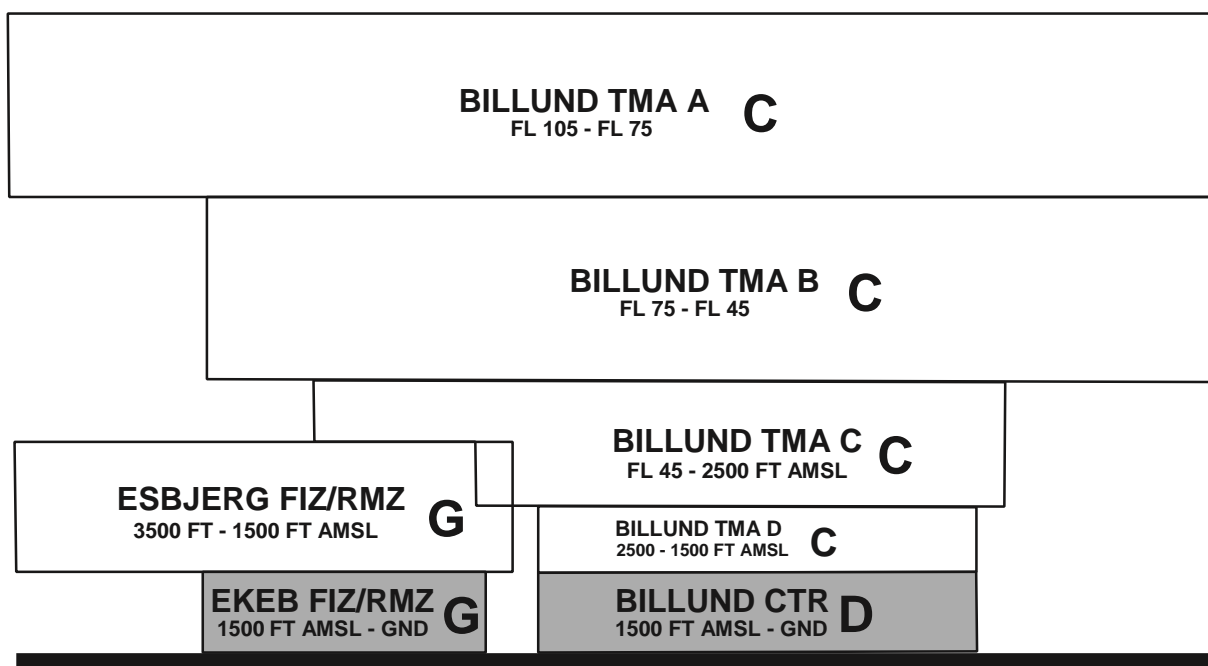 BILLUND TMA A C
FL 105 - FL 75
BILLUND TMA B C
FL 75 - FL 45
BILLUND TMA C C
FL 45 - 2500 FT AMSL
ESBJERG FIZ/RMZ G
3500 FT - 1500 FT AMSL
BILLUND TMA D C
2500 - 1500 FT AMSL
EKEB FIZ/RMZ G
1500 FT AMSL - GND
BILLUND CTR D
1500 FT AMSL - GND